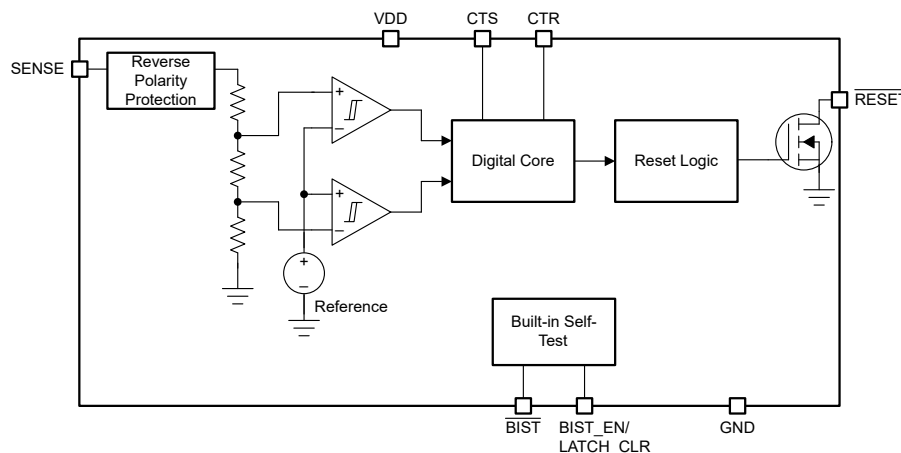 VDD
CTS
CTR
SENSE
Reverse
Polarity
Protection
RESET
+
−
Digital Core
Reset Logic
+
−
+
−
Reference
Built-in Self-
Test
BIST
BIST_EN/
LATCH_CLR
GND